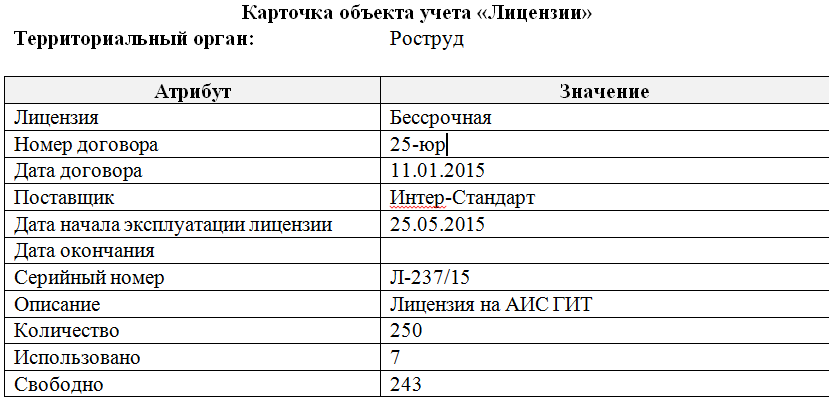 Карточка объекта учета «Лицензии»
Территориальный орган: Роструд
Атрибут Значение
Лицензия Бессрочная
Номер договора 25-юр
Дата договора 11.01.2015
Поставщик Интер-Стандарт
Дата начала эксплуатации лицензии 25.05.2015
Дата окончания
Серийный номер Л-237/15
Описание Лицензия на АИС ГИТ
Количество 250
Использовано 7
Свободно 243